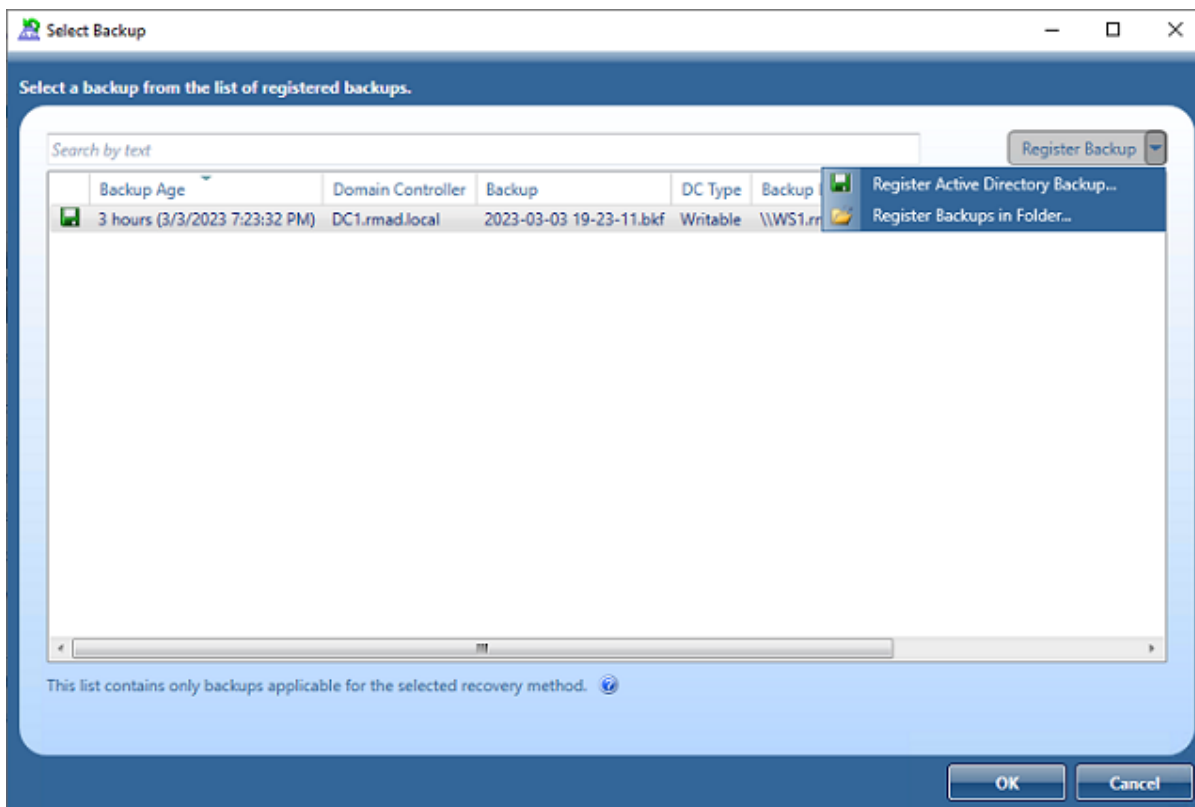 Select Backup
Select a backup from the list of registered backups.
Search by text
Register Backup
Register Active Directory Backup...
Register Backups in Folder...
Backup Age Domain Controller Backup DC Type Backup
3 hours (3/3/2023 7:23:32 PM) DC1.rmad.local 2023-03-03 19-23-11.bkf Writable \\WS1.rr
This list contains only backups applicable for the selected recovery method.
OK Cancel